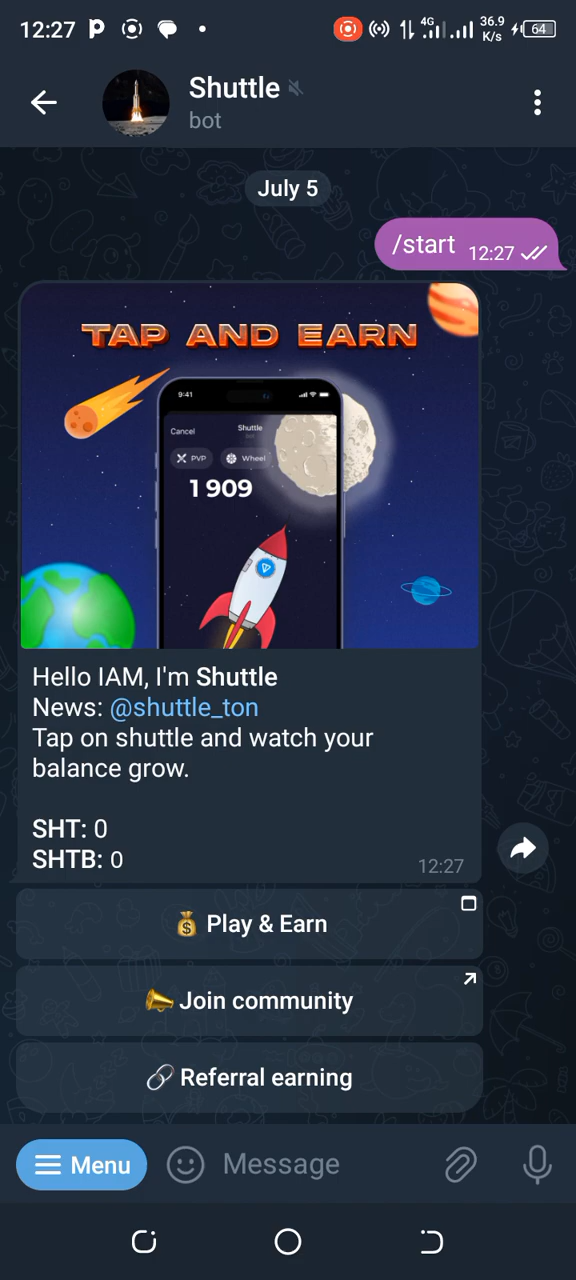 12:27
4G
36.9
K/s
64
Shuttle
bot
July 5
/start 12:27
TAP AND EARN
9:41
Cancel
Shuttle
bot
PVP
Wheel
1 909
Hello IAM, I'm Shuttle
News: @shuttle_ton
Tap on shuttle and watch your
balance grow.
SHT: 0
SHTB: 0
12:27
Play & Earn
Join community
Referral earning
Menu
Message